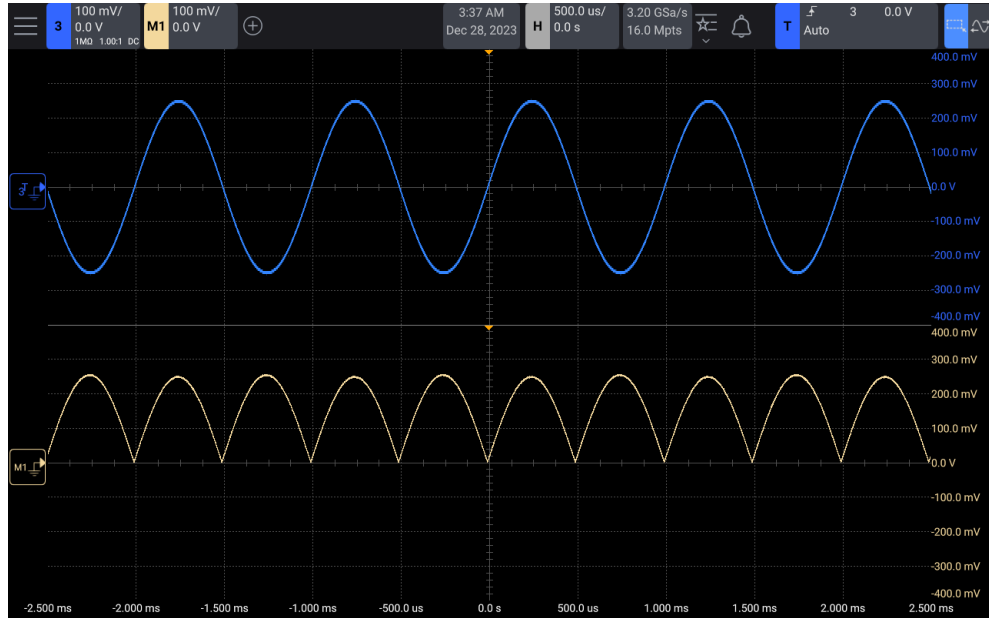 3 100 mV/ 0.0 V 1MΩ 1.00:1 DC
M1 100 mV/ 0.0 V
3:37 AM
Dec 28, 2023
H 500.0 us/ 0.0 s
3.20 GSa/s
16.0 Mpts
T 3 0.0 V
Auto
400.0 mV
300.0 mV
200.0 mV
100.0 mV
0.0 V
-100.0 mV
-200.0 mV
-300.0 mV
-400.0 mV
3 T
400.0 mV
300.0 mV
200.0 mV
100.0 mV
0.0 V
-100.0 mV
-200.0 mV
-300.0 mV
-400.0 mV
M1
-2.500 ms -2.000 ms -1.500 ms -1.000 ms -500.0 us 0.0 s 500.0 us 1.000 ms 1.500 ms 2.000 ms 2.500 ms